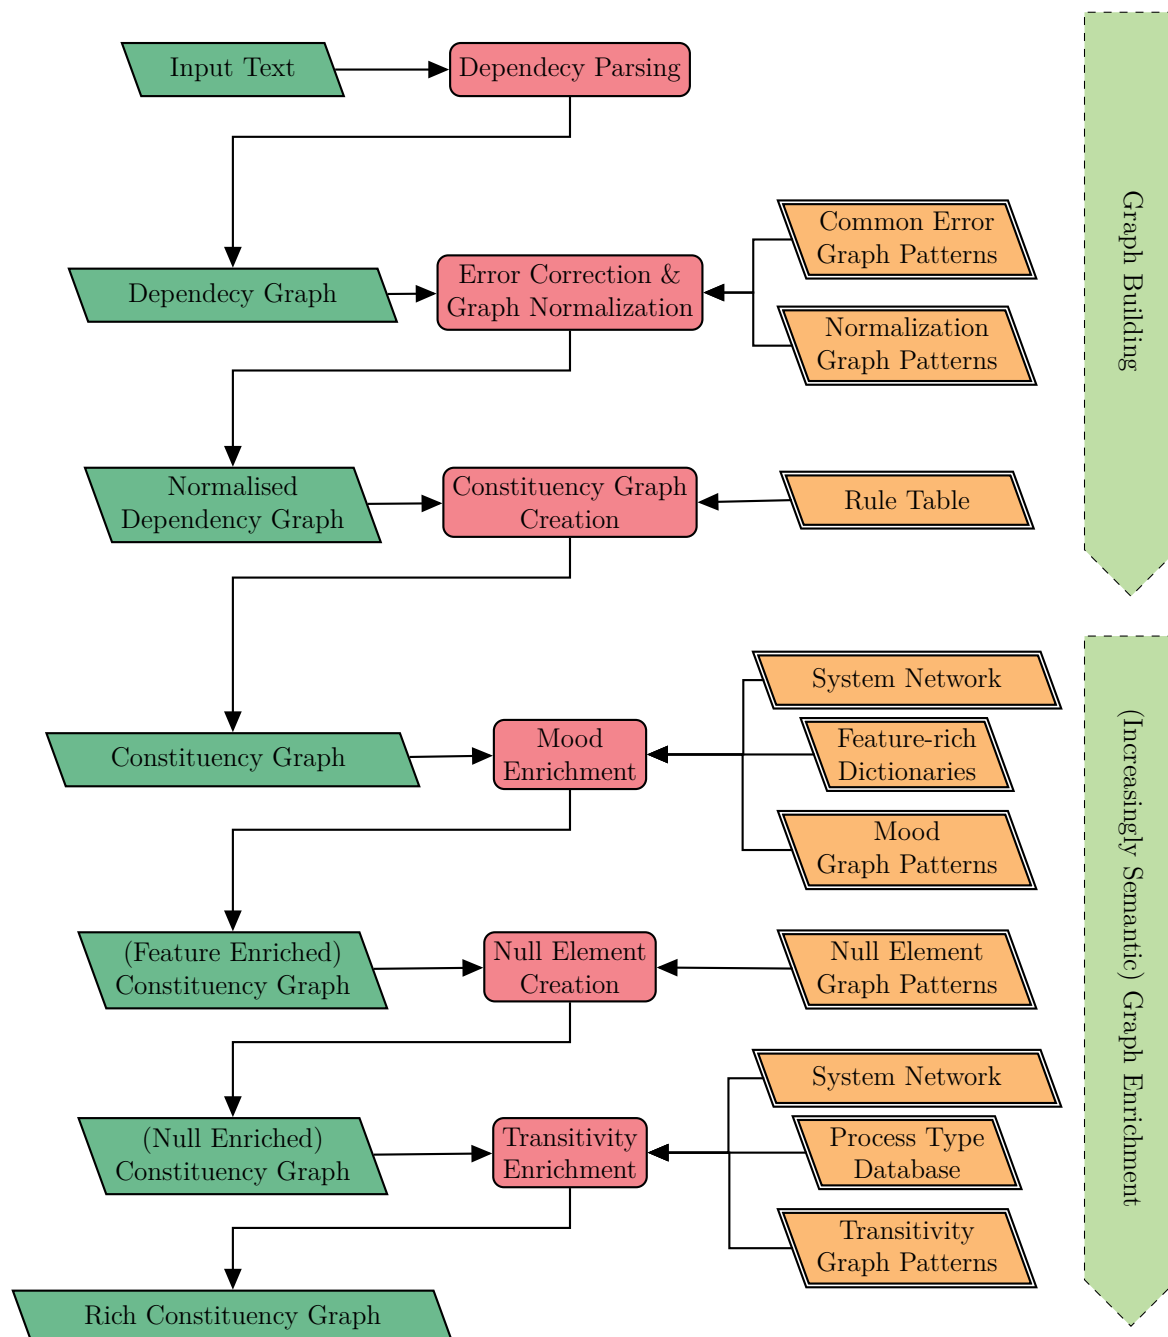 Input Text
Dependecy Parsing
Dependecy Graph
Error Correction &
Graph Normalization
Common Error
Graph Patterns
Normalization
Graph Patterns
Normalised
Dependency Graph
Constituency Graph
Creation
Rule Table
Graph Building
Constituency Graph
Mood
Enrichment
System Network
Feature-rich
Dictionaries
Mood
Graph Patterns
(Feature Enriched)
Constituency Graph
Null Element
Creation
Null Element
Graph Patterns
(Null Enriched)
Constituency Graph
Transitivity
Enrichment
System Network
Process Type
Database
Transitivity
Graph Patterns
Rich Constituency Graph
(Increasingly Semantic) Graph Enrichment